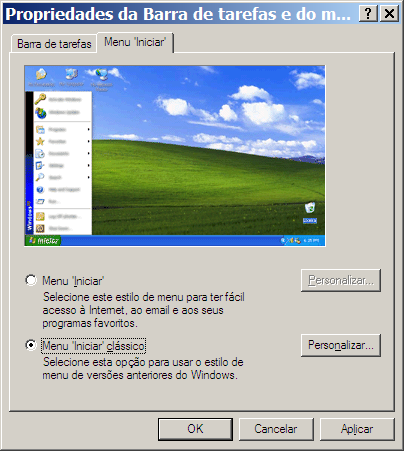 Propriedades da Barra de tarefas e do m...
Barra de tarefas
Menu 'Iniciar'
Iniciar
Menu 'Iniciar'
Personalizar...
Selecione este estilo de menu para ter fácil
acesso à Internet, ao email e aos seus
programas favoritos.
Menu 'Iniciar' clássico
Personalizar...
Selecione esta opção para usar o estilo de
menu de versões anteriores do Windows.
OK
Cancelar
Aplicar